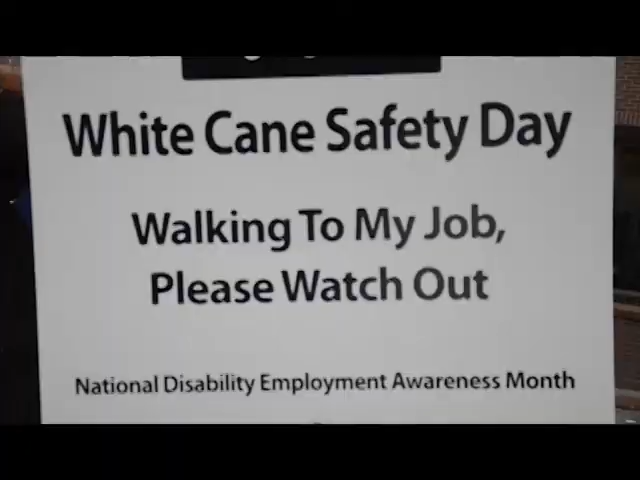 White Cane Safety Day
Walking To My Job,
Please Watch Out
National Disability Employment Awareness Month